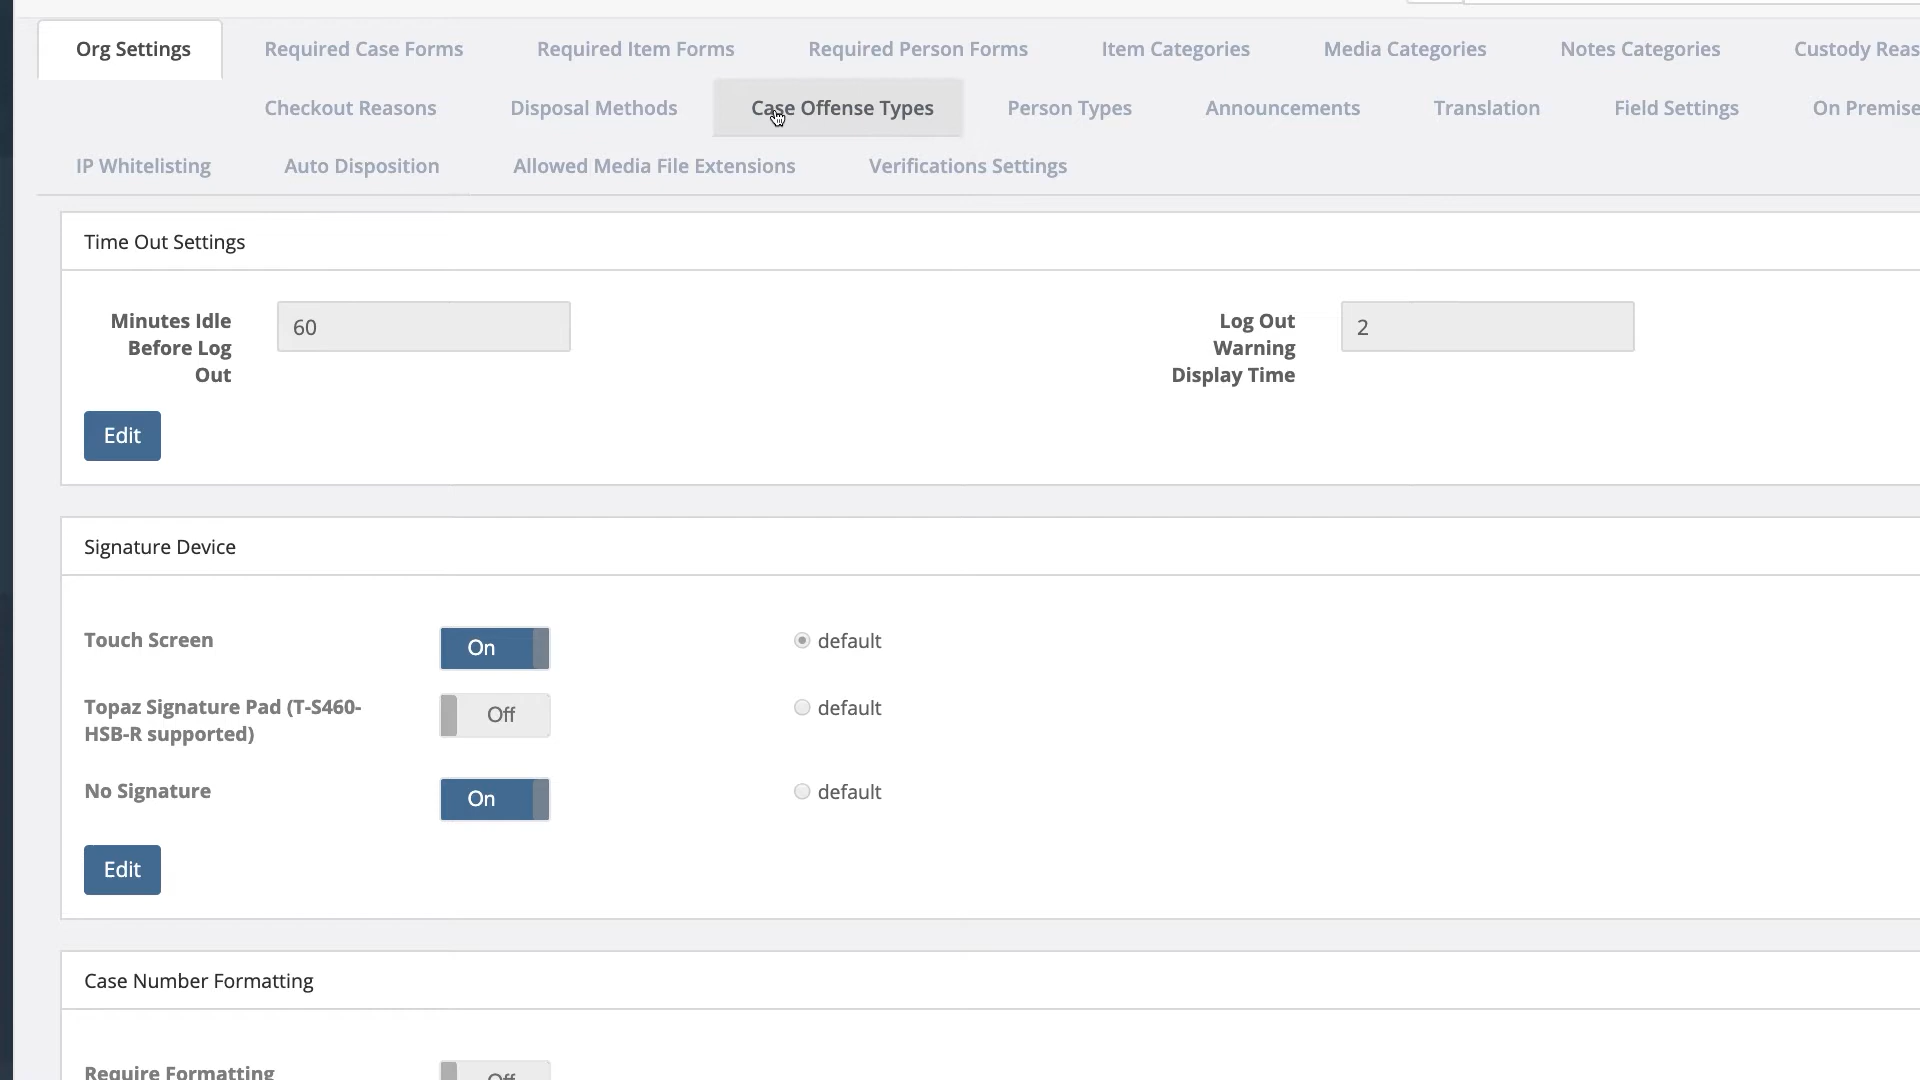 Org Settings
Required Case Forms
Required Item Forms
Required Person Forms
Item Categories
Media Categories
Notes Categories
Custody Reas
Checkout Reasons
Disposal Methods
Case Offense Types
Person Types
Announcements
Translation
Field Settings
On Premise
IP Whitelisting
Auto Disposition
Allowed Media File Extensions
Verifications Settings
Time Out Settings
Minutes Idle
Before Log
Out
60
Log Out
Warning
Display Time
2
Edit
Signature Device
Touch Screen
On
default
Topaz Signature Pad (T-S460-
HSB-R supported)
Off
default
No Signature
On
default
Edit
Case Number Formatting
Require Formatting
Off